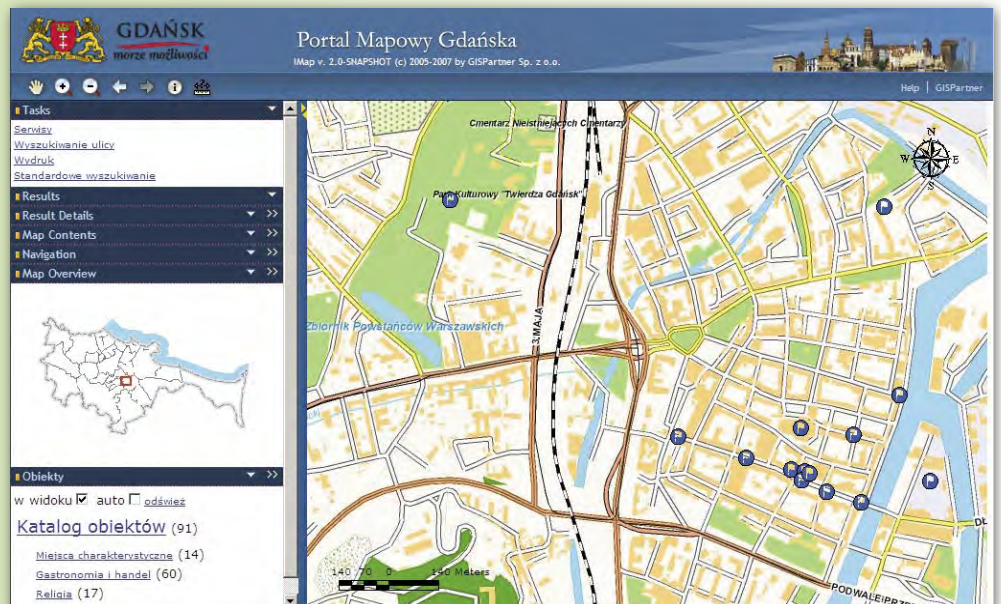 GDAŃSK
morze możliwości
Portal Mapowy Gdańska
iMap v. 2.0-SNAPSHOT (c) 2005-2007 by GISPartner Sp. z o.o.
Help | GISPartner
Tasks
Serwisy
Wyszukiwanie ulicy
Wydruk
Standardowe wyszukiwanie
Results
Result Details
Map Contents
Navigation
Map Overview
Obiekty
w widoku auto odśwież
Katalog obiektów (91)
Miejsca charakterystyczne (14)
Gastronomia i handel (60)
Religia (17)
Cmentarz Nieistniejących Cmentarzy
N
W E
S
Park Kulturowy "Twierdza Gdańsk"
3 MAJA
Zbiornik Powstańców Warszawskich
140 70 0 140 Meters